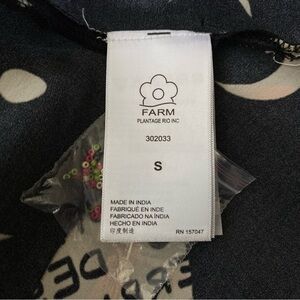 FARM
PLANTAGE RIO INC
302033
S
MADE IN INDIA
FABRIQUÉ EN INDE
FABRICADO NA ÍNDIA
HECHO EN INDIA
印度制造
RN 157047